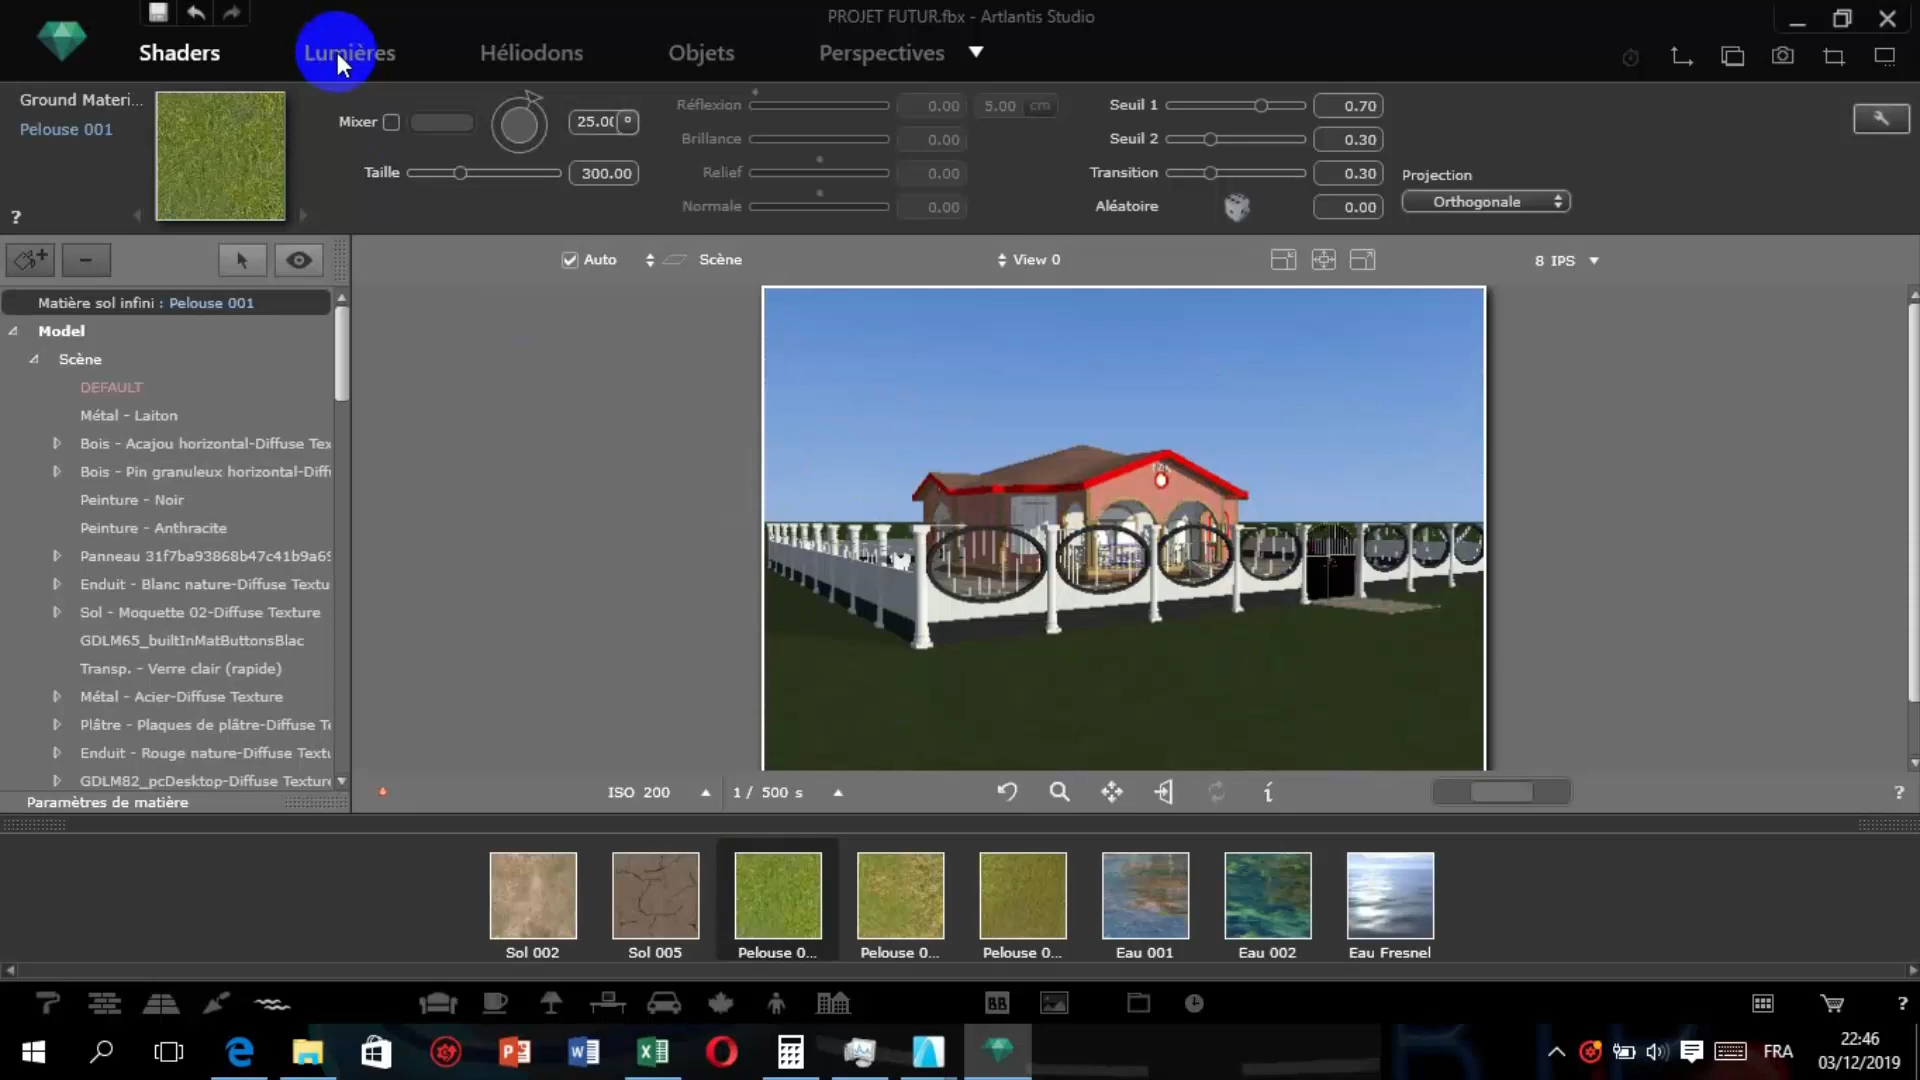 PROJET FUTUR.fbx - Artlantis Studio
Shaders
Lumières
Héliodons
Objets
Perspectives
Ground Materi...
Pelouse 001
Mixer
25.0(
°
Taille
300.00
Réflexion
0.00
5.00 cm
Brillance
0.00
Relief
0.00
Normale
0.00
Seuil 1
0.70
Seuil 2
0.30
Transition
0.30
Aléatoire
0.00
Projection
Orthogonale
?
Auto
Scène
View 0
8 IPS
Matière sol infini : Pelouse 001
Model
Scène
DEFAULT
Métal - Laiton
Bois - Acajou horizontal-Diffuse Tex
Bois - Pin granuleux horizontal-Diff
Peinture - Noir
Peinture - Anthracite
Panneau 31f7ba93868b47c41b9a69
Enduit - Blanc nature-Diffuse Textu
Sol - Moquette 02-Diffuse Texture
GDLM65_builtInMatButtonsBlac
Transp. - Verre clair (rapide)
Métal - Acier-Diffuse Texture
Plâtre - Plaques de plâtre-Diffuse Te
Enduit - Rouge nature-Diffuse Textu
GDLM82_pcDesktop-Diffuse Texture
Paramètres de matière
ISO 200
1 / 500 s
i
?
Sol 002
Sol 005
Pelouse 0...
Pelouse 0...
Pelouse 0...
Eau 001
Eau 002
Eau Fresnel
BB
?
FRA
22:46
03/12/2019